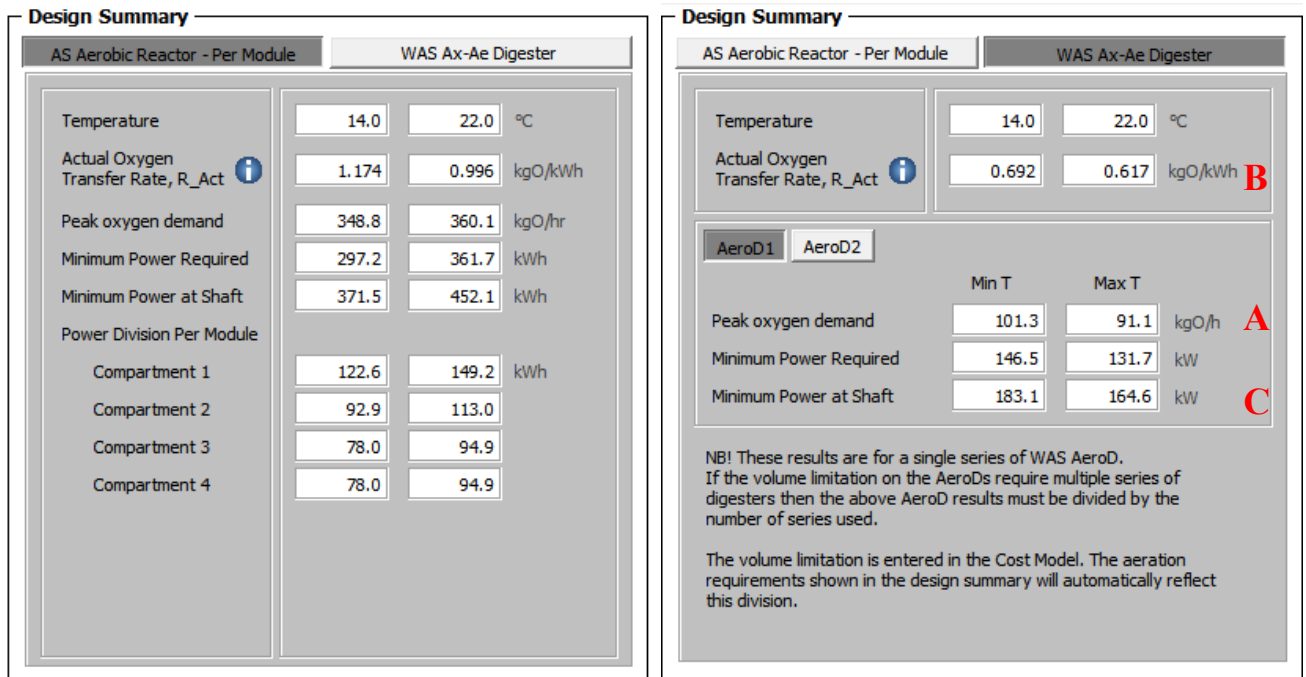 Design Summary
AS Aerobic Reactor - Per Module WAS Ax-Ae Digester
Temperature 14.0 22.0 ºC
Actual Oxygen
Transfer Rate, R_Act i 1.174 0.996 kgO/kWh
Peak oxygen demand 348.8 360.1 kgO/hr
Minimum Power Required 297.2 361.7 kWh
Minimum Power at Shaft 371.5 452.1 kWh
Power Division Per Module
Compartment 1 122.6 149.2 kWh
Compartment 2 92.9 113.0
Compartment 3 78.0 94.9
Compartment 4 78.0 94.9
Design Summary
AS Aerobic Reactor - Per Module WAS Ax-Ae Digester
Temperature 14.0 22.0 ºC
Actual Oxygen
Transfer Rate, R_Act i 0.692 0.617 kgO/kWh B
AeroD1 AeroD2
Min T Max T
Peak oxygen demand 101.3 91.1 kgO/h A
Minimum Power Required 146.5 131.7 kW
Minimum Power at Shaft 183.1 164.6 kW C
NB! These results are for a single series of WAS AeroD.
If the volume limitation on the AeroDs require multiple series of
digesters then the above AeroD results must be divided by the
number of series used.
The volume limitation is entered in the Cost Model. The aeration
requirements shown in the design summary will automatically reflect
this division.